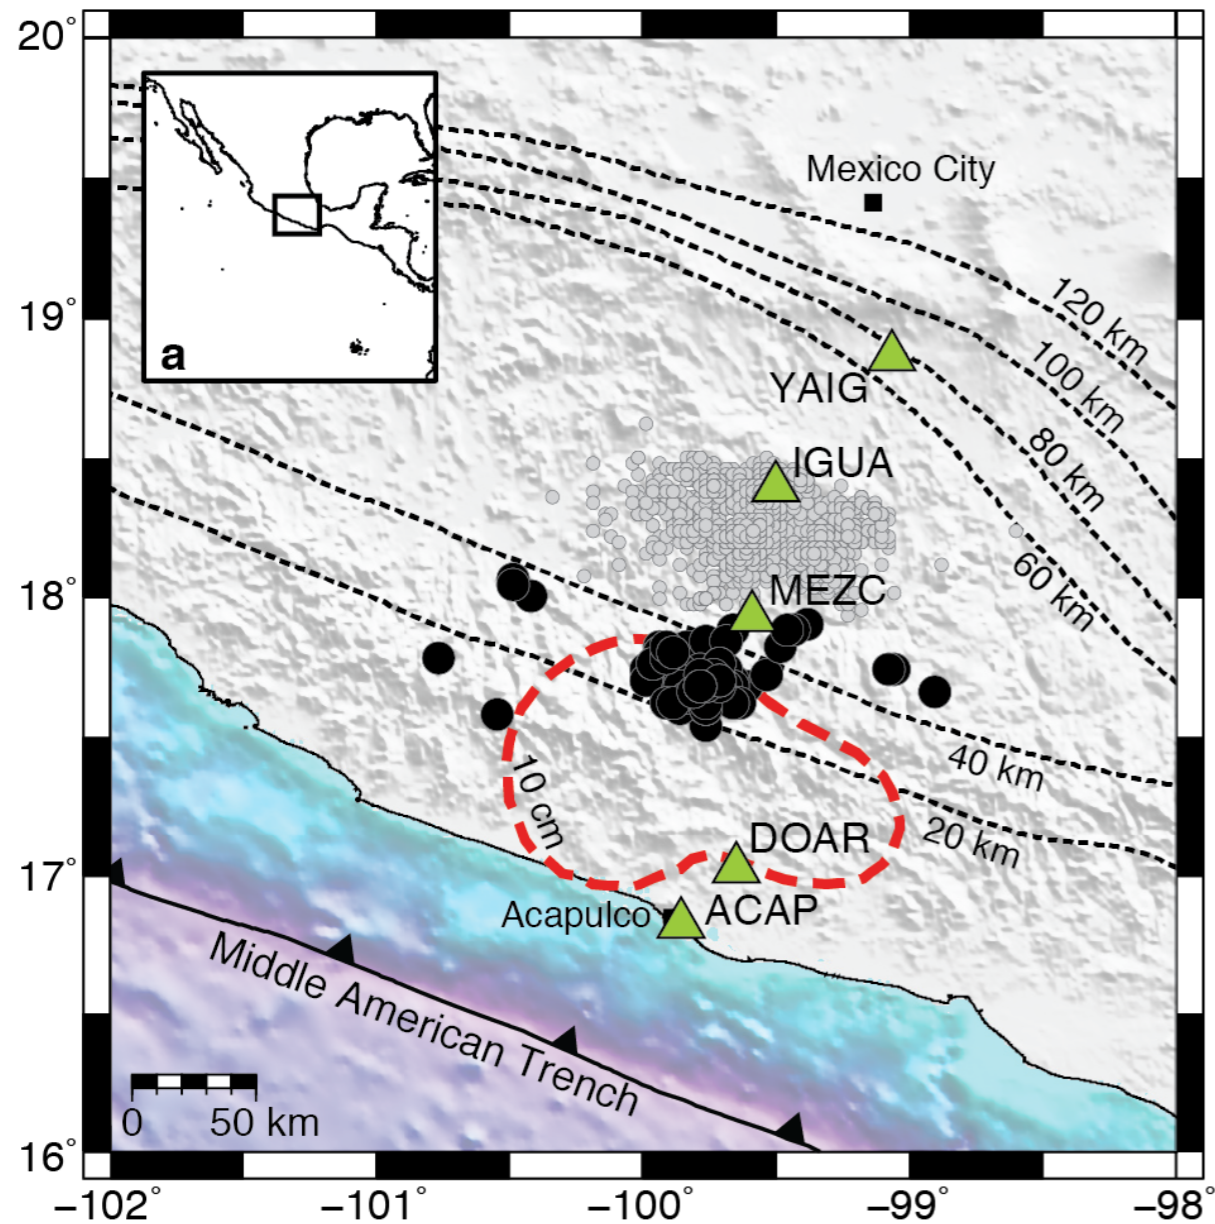 20°
Mexico City
a
19°
120 km
100 km
YAIG
80 km
IGUA
60 km
18°
MEZC
40 km
10 cm
20 km
DOAR
17°
Acapulco
ACAP
Middle American Trench
0 50 km
16°
−102° −101° −100° −99° −98°